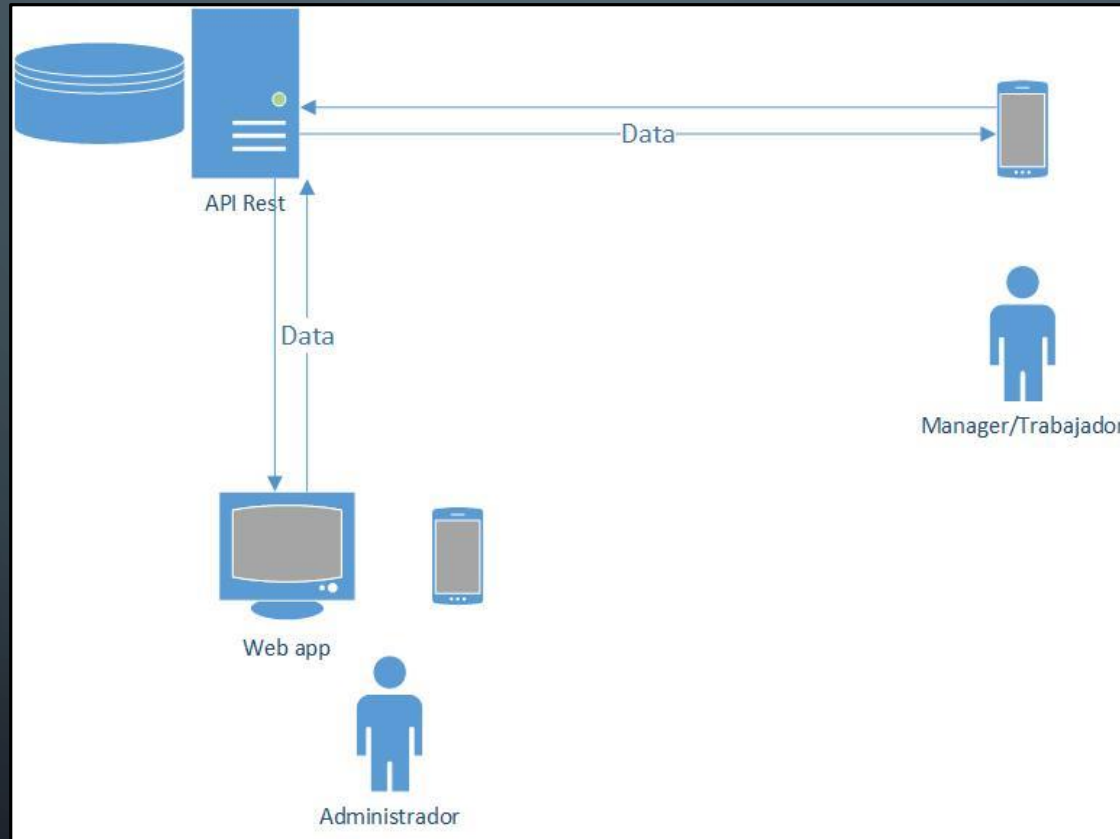 Data
API Rest
Data
Manager/Trabajador
Web app
Administrador